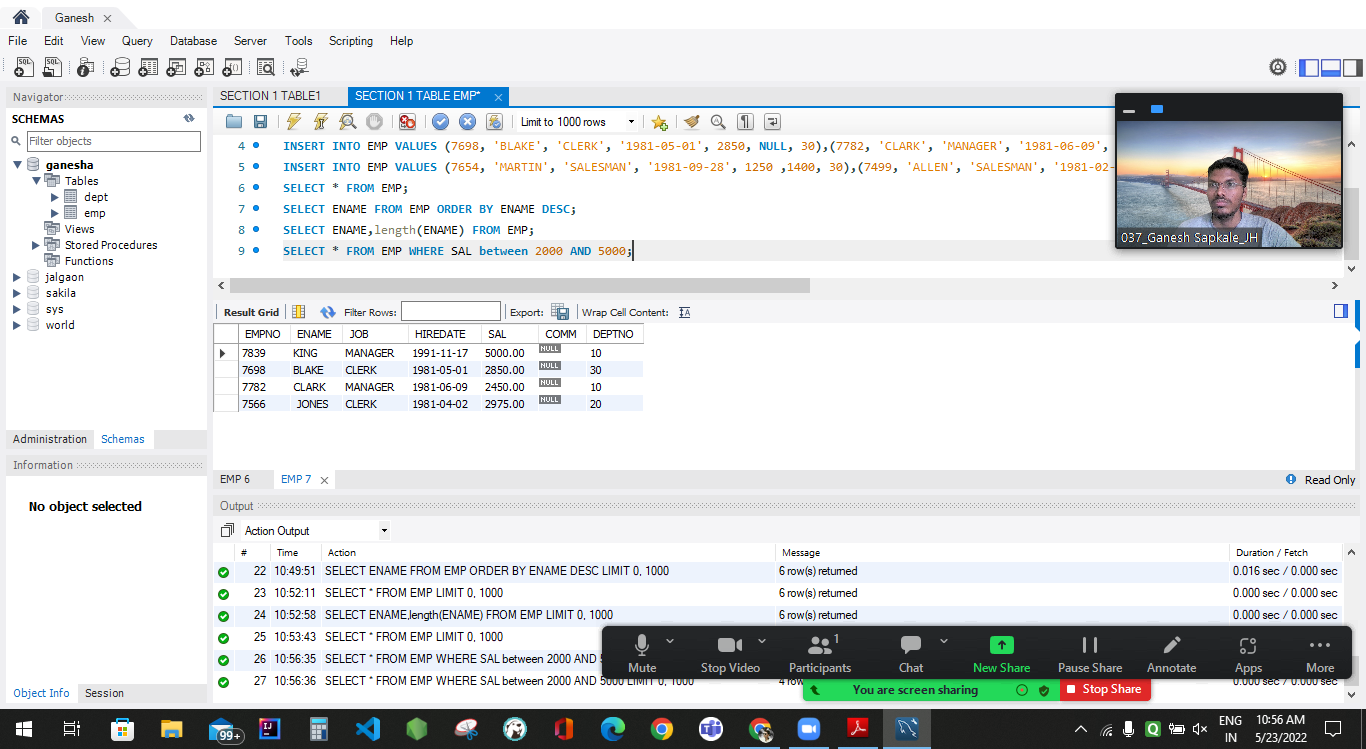 Ganesh
File Edit View Query Database Server Tools Scripting Help
Navigator
SECTION 1 TABLE1 SECTION 1 TABLE EMP*
SCHEMAS
Filter objects
ganesha
Tables
dept
emp
Views
Stored Procedures
Functions
jalgaon
sakila
sys
world
Administration Schemas
Information
No object selected
Object Info Session
Limit to 1000 rows
4 INSERT INTO EMP VALUES (7698, 'BLAKE', 'CLERK', '1981-05-01', 2850, NULL, 30),(7782, 'CLARK', 'MANAGER', '1981-06-09',
5 INSERT INTO EMP VALUES (7654, 'MARTIN', 'SALESMAN', '1981-09-28', 1250 ,1400, 30),(7499, 'ALLEN', 'SALESMAN', '1981-02-
6 SELECT * FROM EMP;
7 SELECT ENAME FROM EMP ORDER BY ENAME DESC;
8 SELECT ENAME,length(ENAME) FROM EMP;
9 SELECT * FROM EMP WHERE SAL between 2000 AND 5000;
037_Ganesh Sapkale_JH
Result Grid Filter Rows: Export: Wrap Cell Content:
EMPNO ENAME JOB HIREDATE SAL COMM DEPTNO
7839 KING MANAGER 1991-11-17 5000.00 NULL 10
7698 BLAKE CLERK 1981-05-01 2850.00 NULL 30
7782 CLARK MANAGER 1981-06-09 2450.00 NULL 10
7566 JONES CLERK 1981-04-02 2975.00 NULL 20
EMP 6 EMP 7 Read Only
Output
Action Output
# Time Action Message Duration / Fetch
22 10:49:51 SELECT ENAME FROM EMP ORDER BY ENAME DESC LIMIT 0, 1000 6 row(s) returned 0.016 sec / 0.000 sec
23 10:52:11 SELECT * FROM EMP LIMIT 0, 1000 6 row(s) returned 0.000 sec / 0.000 sec
24 10:52:58 SELECT ENAME,length(ENAME) FROM EMP LIMIT 0, 1000 6 row(s) returned 0.000 sec / 0.000 sec
25 10:53:43 SELECT * FROM EMP LIMIT 0, 1000
26 10:56:35 SELECT * FROM EMP WHERE SAL between 2000 AND
27 10:56:36 SELECT * FROM EMP WHERE SAL between 2000 AND 5000 LIMIT 0, 1000 0.000 sec / 0.000 sec
1
Mute Stop Video Participants Chat New Share Pause Share Annotate Apps More
You are screen sharing Stop Share
99+
ENG
IN
10:56 AM
5/23/2022